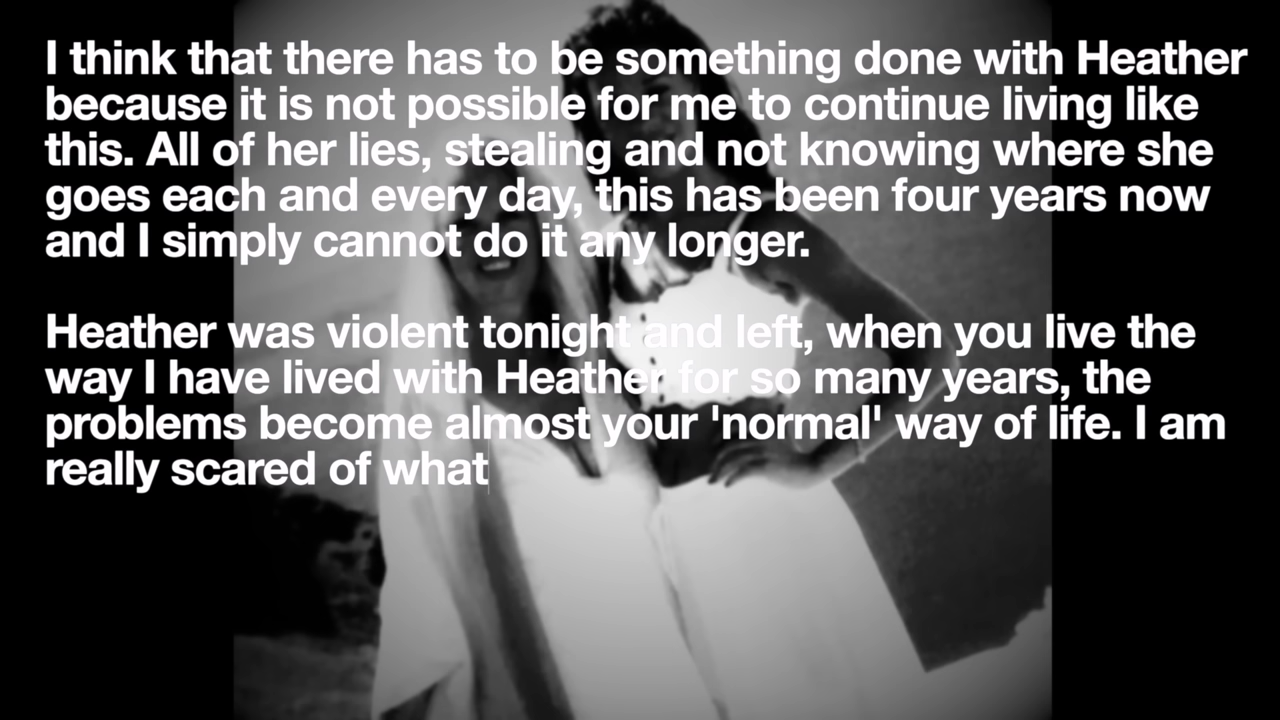 I think that there has to be something done with Heather
because it is not possible for me to continue living like
this. All of her lies, stealing and not knowing where she
goes each and every day, this has been four years now
and I simply cannot do it any longer.
Heather was violent tonight and left, when you live the
way I have lived with Heather for so many years, the
problems become almost your 'normal' way of life. I am
really scared of what